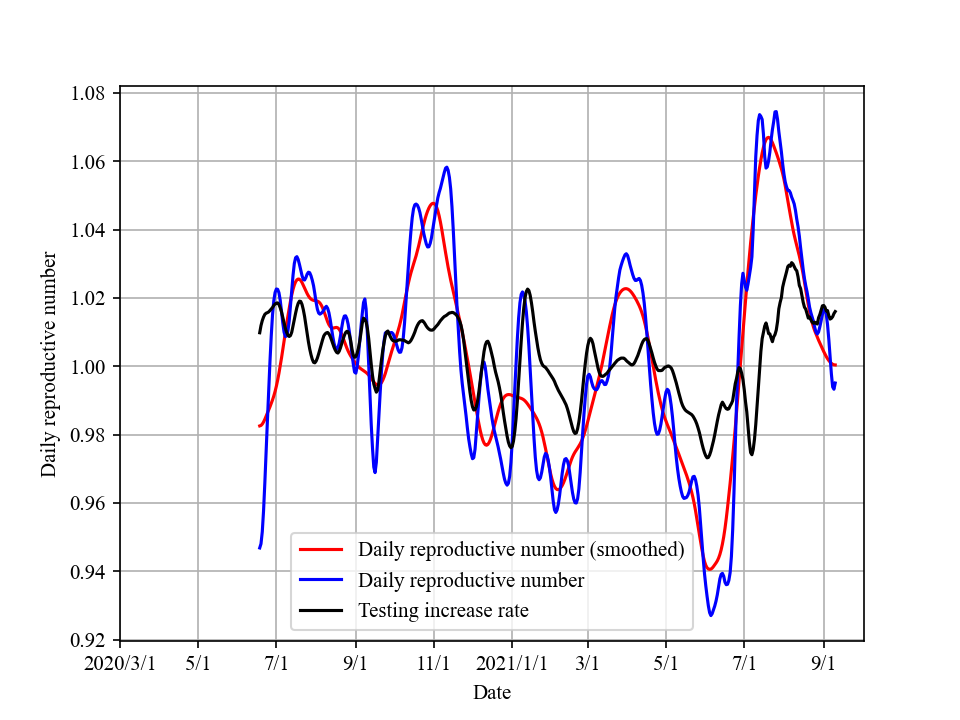 Daily reproductive number
1.08
1.06
1.04
1.02
1.00
0.98
0.96
0.94
0.92
Daily reproductive number (smoothed)
Daily reproductive number
Testing increase rate
2020/3/1 5/1 7/1 9/1 11/1 2021/1/1 3/1 5/1 7/1 9/1
Date